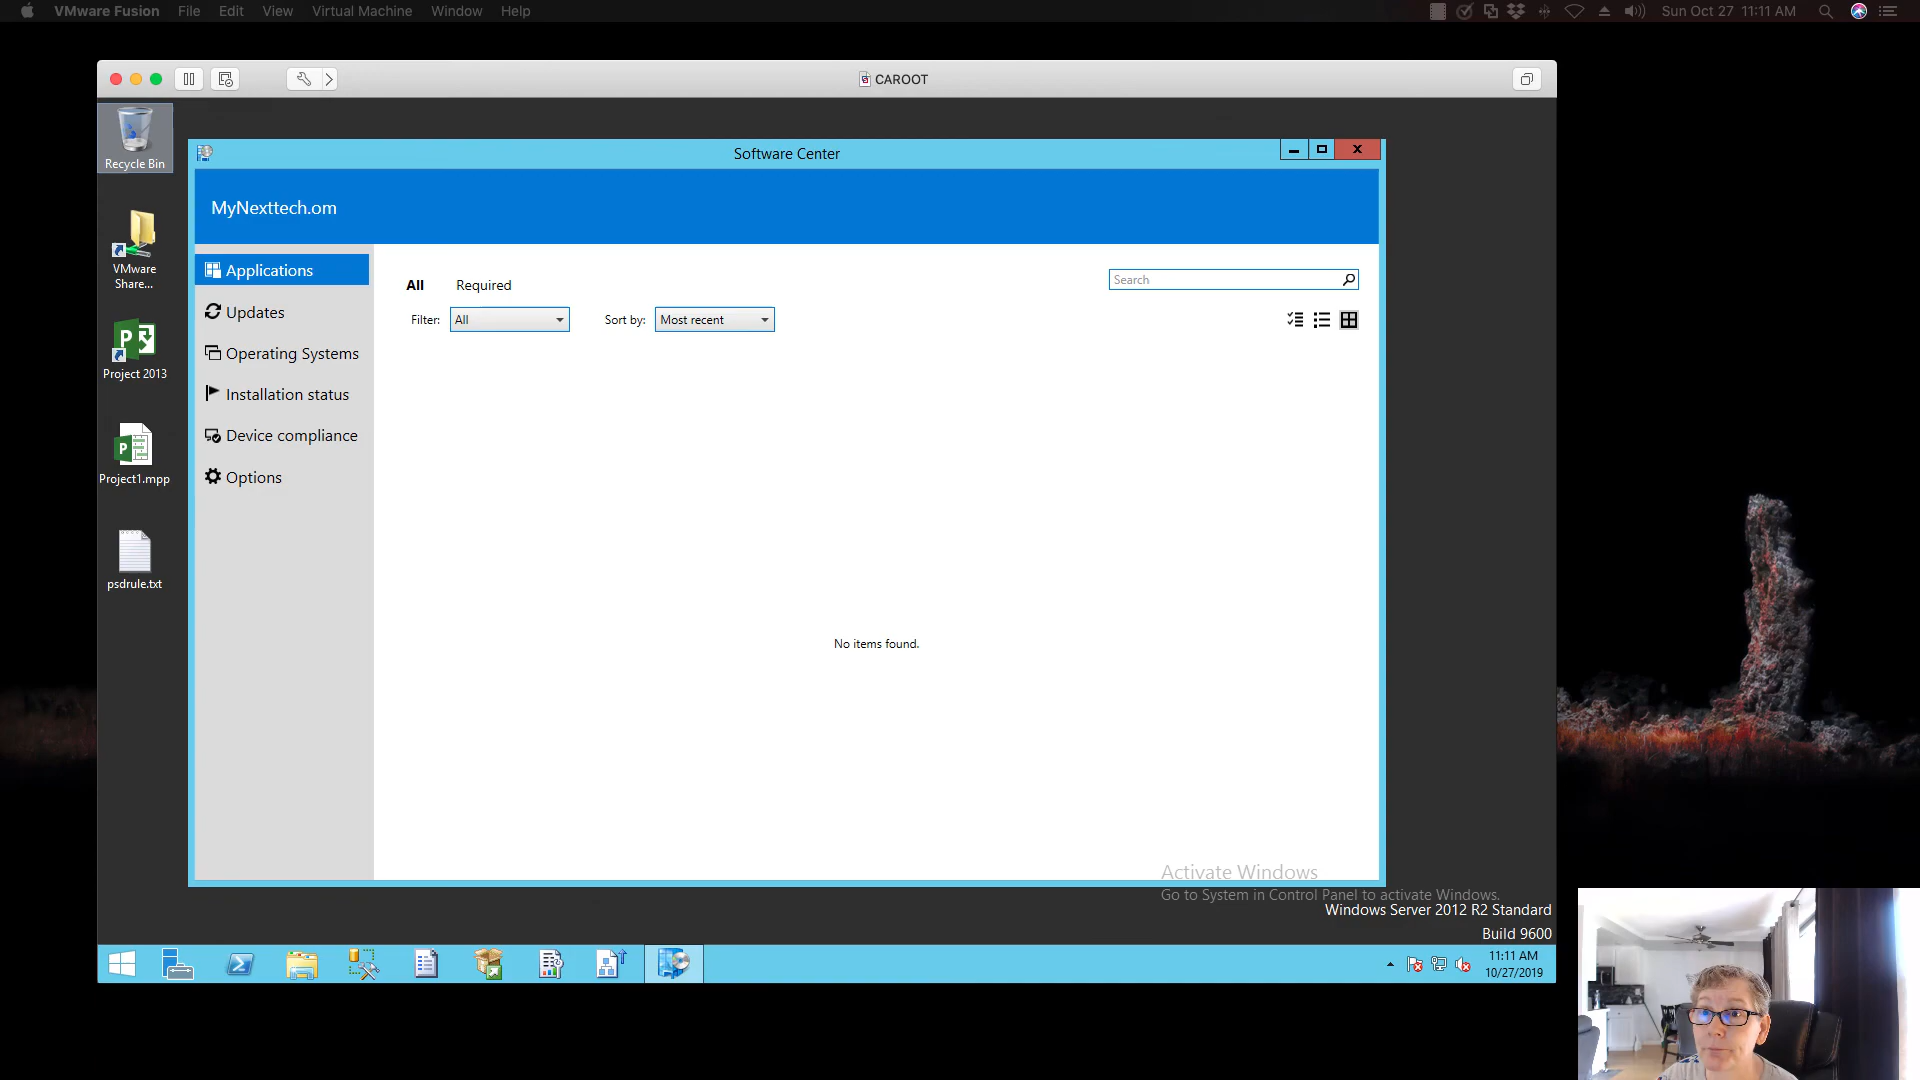 VMware Fusion File Edit View Virtual Machine Window Help Sun Oct 27 11:11 AM
CAROOT
Recycle Bin
VMware
Share...
Project 2013
Project1.mpp
psdrule.txt
Software Center
MyNexttech.om
Applications
Updates
Operating Systems
Installation status
Device compliance
Options
All Required
Search
Filter: All Sort by: Most recent
No items found.
Activate Windows
Go to System in Control Panel to activate Windows.
Windows Server 2012 R2 Standard
Build 9600
11:11 AM
10/27/2019